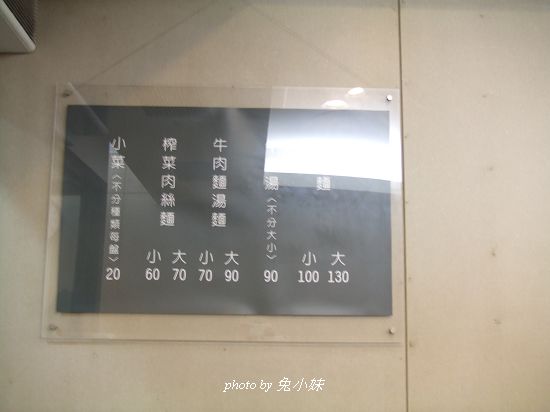 麵
大 130
小 100
湯〈不分大小〉 90
牛肉麵湯麵
大 90
小 70
榨菜肉絲麵
大 70
小 60
小菜〈不分種類每盤〉 20
photo by 兔小妹